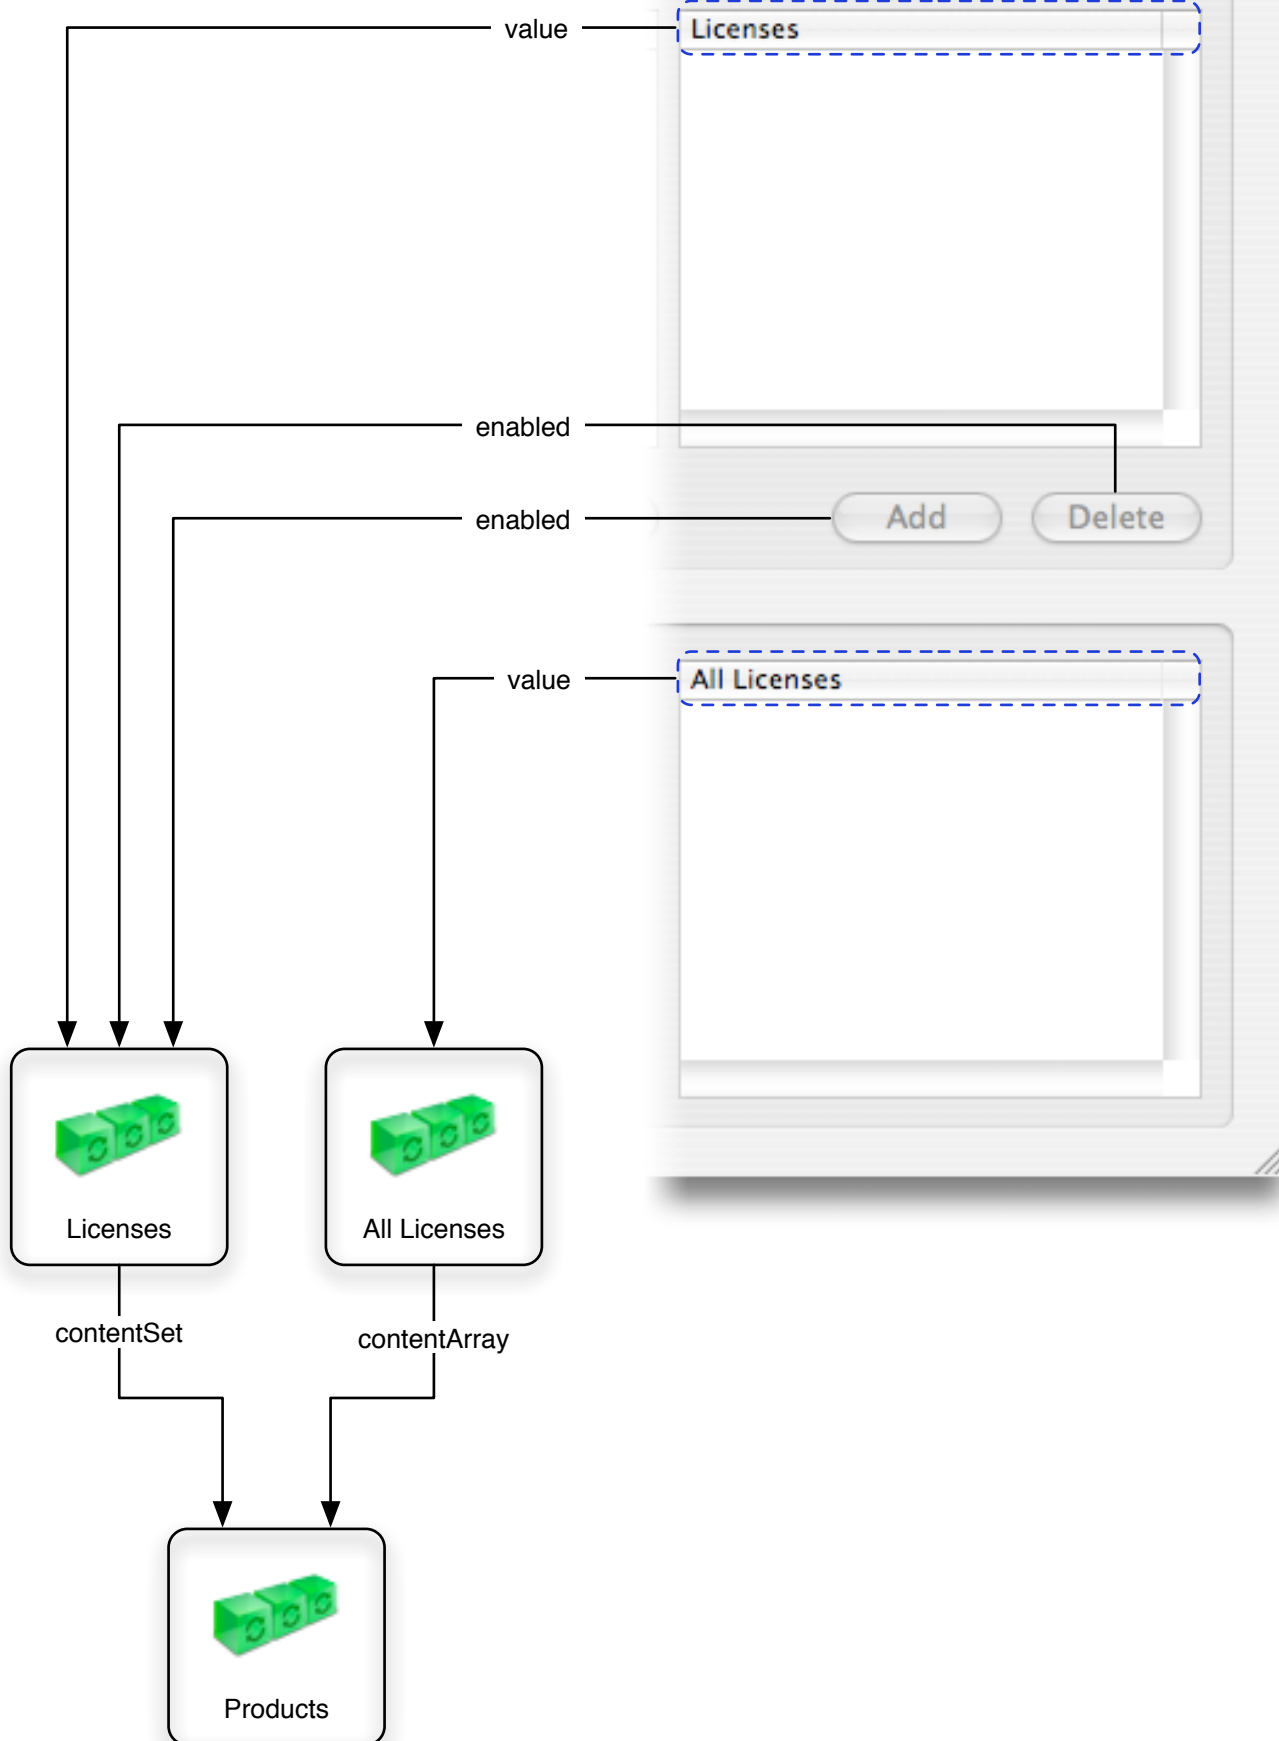 value
Licenses
enabled
enabled
Add
Delete
value
All Licenses
Licenses
All Licenses
contentSet
contentArray
Products